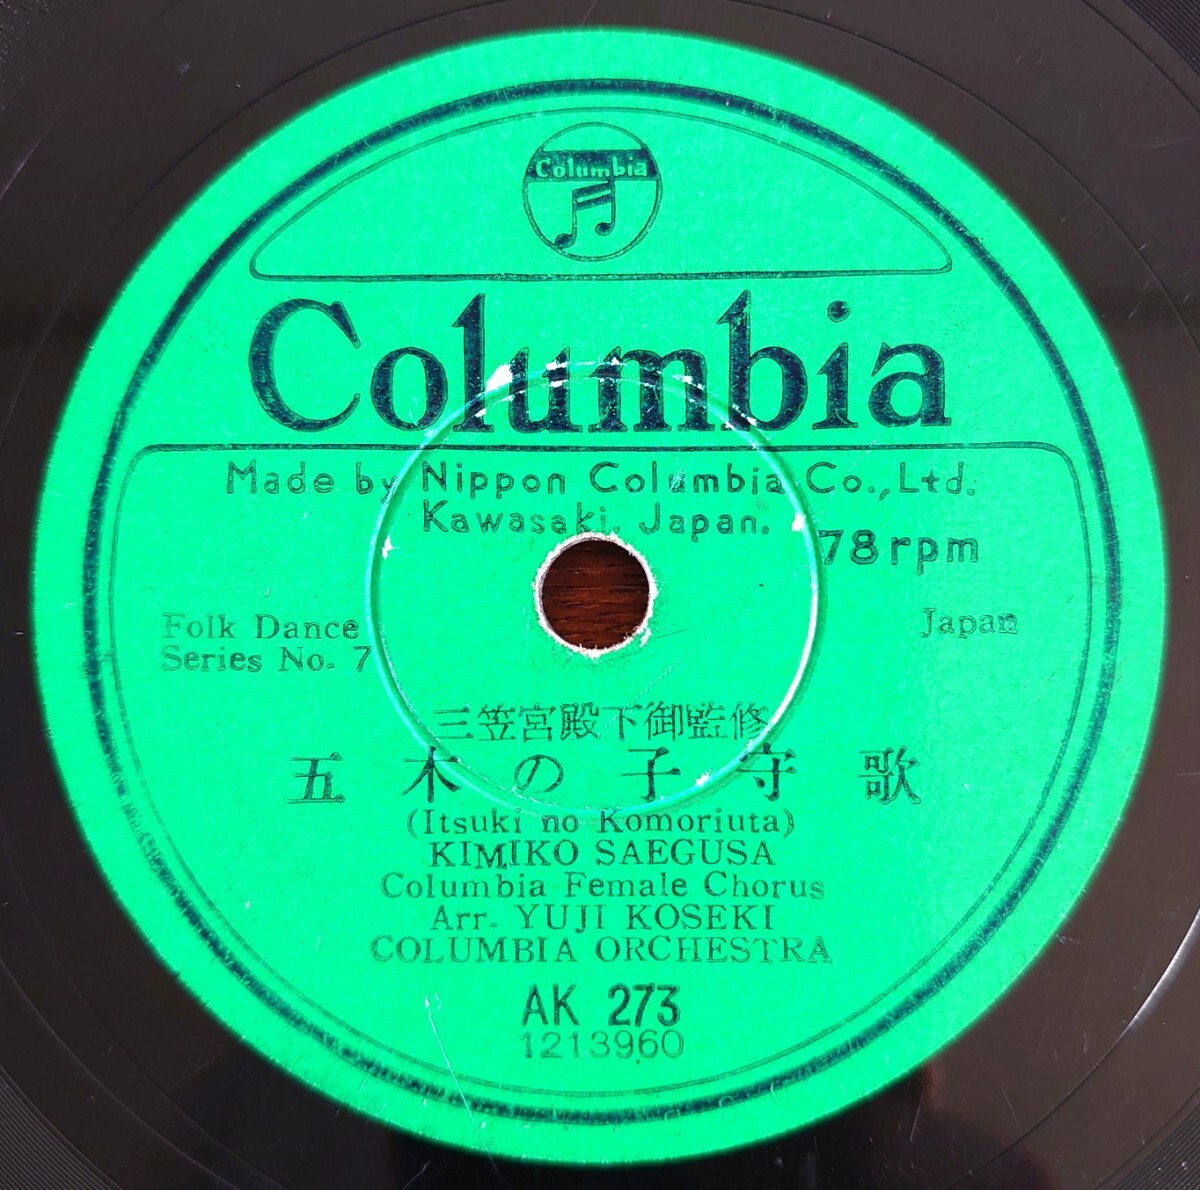 Columbia
Columbia
Made by Nippon Columbia Co., Ltd.
Kawasaki, Japan.
78rpm
Folk Dance
Series No. 7
Japan
三笠宮殿下御監修
五木の子守歌
(Itsuki no Komoriuta)
KIMIKO SAEGUSA
Columbia Female Chorus
Arr. YUJI KOSEKI
COLUMBIA ORCHESTRA
AK 273
1213960